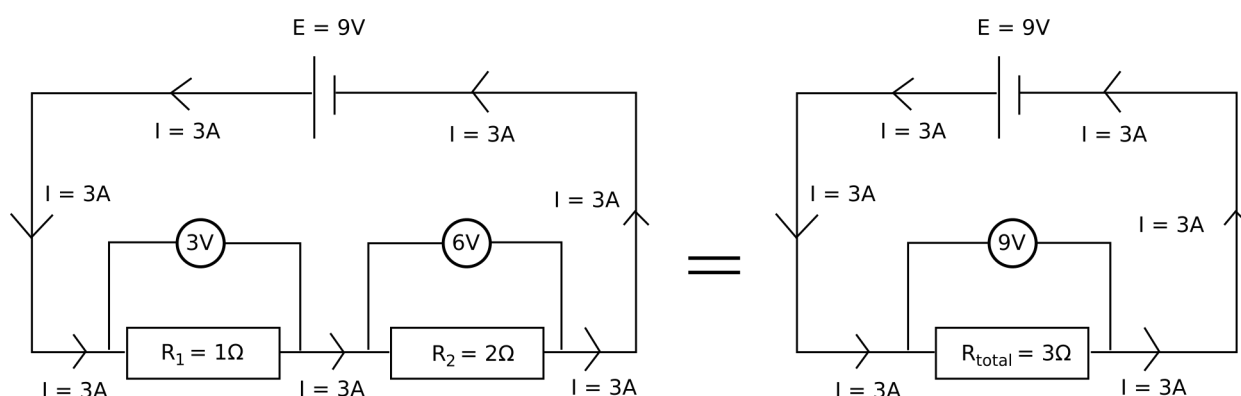 E = 9V
I = 3A
I = 3A
I = 3A
I = 3A
3V
6V
R1 = 1Ω
R2 = 2Ω
I = 3A
I = 3A
I = 3A
=
E = 9V
I = 3A
I = 3A
I = 3A
I = 3A
9V
Rtotal = 3Ω
I = 3A
I = 3A